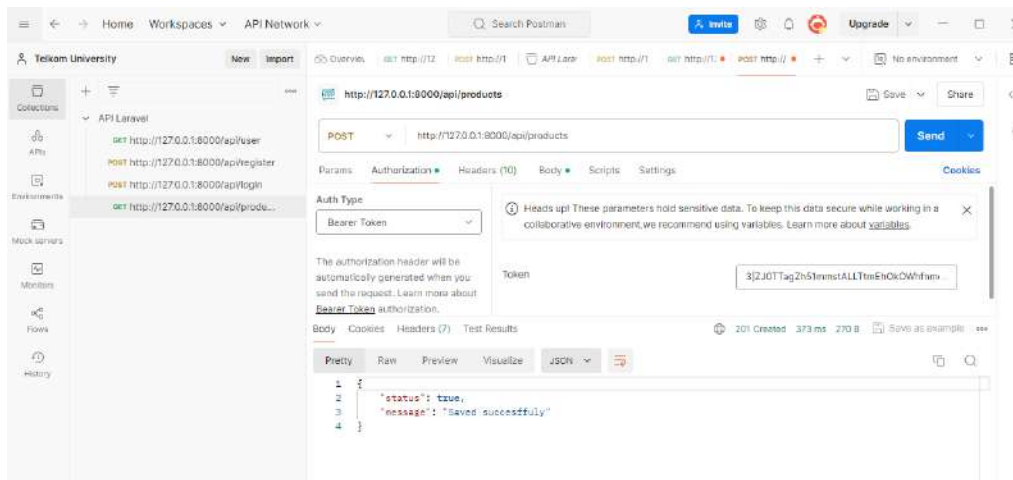 Home Workspaces API Network Search Postman Invite Upgrade
Telkom University New Import Overvie GET http://12 POST http://1 API Larar POST http://1 GET http://1: POST http:// No environment
Collections
APIs
Environments
Mock servers
Monitors
Flows
History
API Laravel
GET http://127.0.0.1:8000/api/user
POST http://127.0.0.1:8000/api/register
POST http://127.0.0.1:8000/api/login
GET http://127.0.0.1:8000/api/produ...
http://127.0.0.1:8000/api/products Save Share
POST http://127.0.0.1:8000/api/products Send
Params Authorization Headers (10) Body Scripts Settings Cookies
Auth Type
Bearer Token
The authorization header will be
automatically generated when you
send the request. Learn more about
Bearer Token authorization.
Heads up! These parameters hold sensitive data. To keep this data secure while working in a
collaborative environment, we recommend using variables. Learn more about variables.
Token
Body Cookies Headers (7) Test Results 201 Created 373 ms 270 B Save as example
Pretty Raw Preview Visualize JSON
1 {
2 "status": true,
3 "message": "Saved succesffuly"
4 }